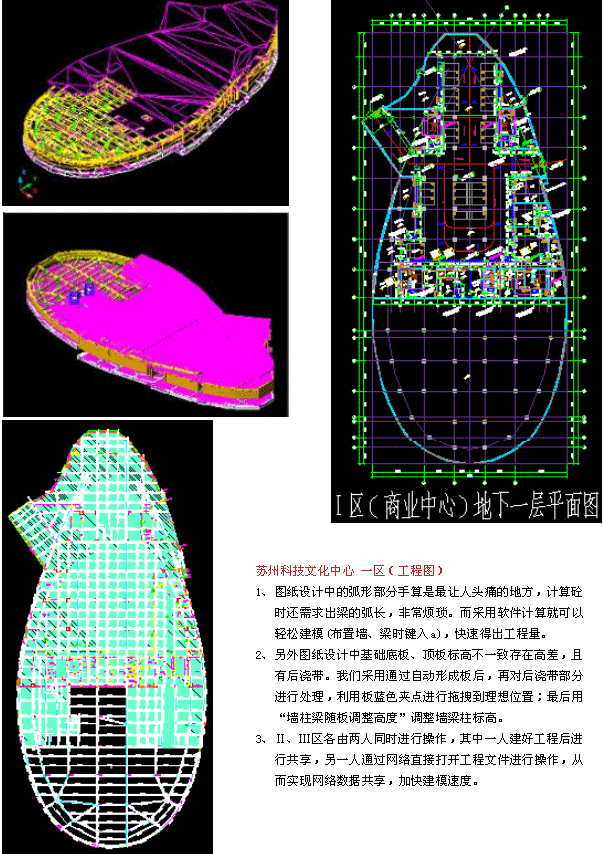 I区(商业中心)地下一层平面图
苏州科技文化中心 一区(工程图)
1、图纸设计中的弧形部分手算是最让人头痛的地方,计算砼
时还需求出梁的弧长,非常烦琐。而采用软件计算就可以
轻松建模(布置墙、梁时键入a),快速得出工程量。
2、另外图纸设计中基础底板、顶板标高不一致存在高差,且
有后浇带。我们采用通过自动形成板后,再对后浇带部分
进行处理,利用板蓝色夹点进行拖拽到理想位置;最后用
“墙柱梁随板调整高度”调整墙梁柱标高。
3、II、III区各由两人同时进行操作,其中一人建好工程后进
行共享,另一人通过网络直接打开工程文件进行操作,从
而实现网络数据共享,加快建模速度。